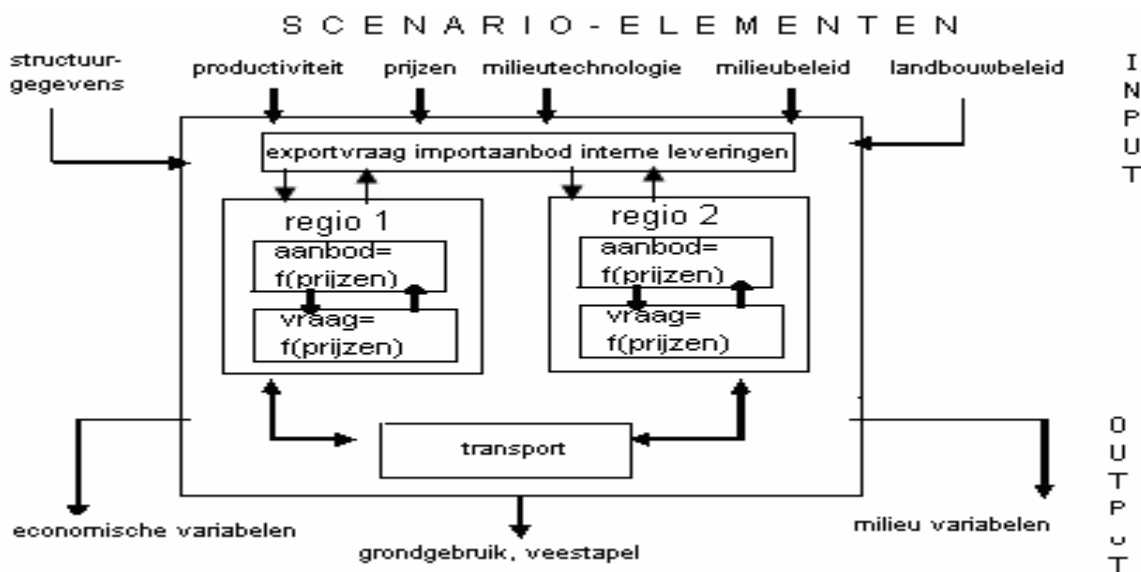 SCENARIO-ELEMENTEN
structuur-
gegevens
productiviteit prijzen milieutechnologie milieubeleid landbouwbeleid
INPUT
exportvraag importaanbod interne leveringen
regio 1
aanbod=
f(prijzen)
vraag=
f(prijzen)
regio 2
aanbod=
f(prijzen)
vraag=
f(prijzen)
transport
economische variabelen
grondgebruik, veestapel
milieu variabelen
OUTPUT